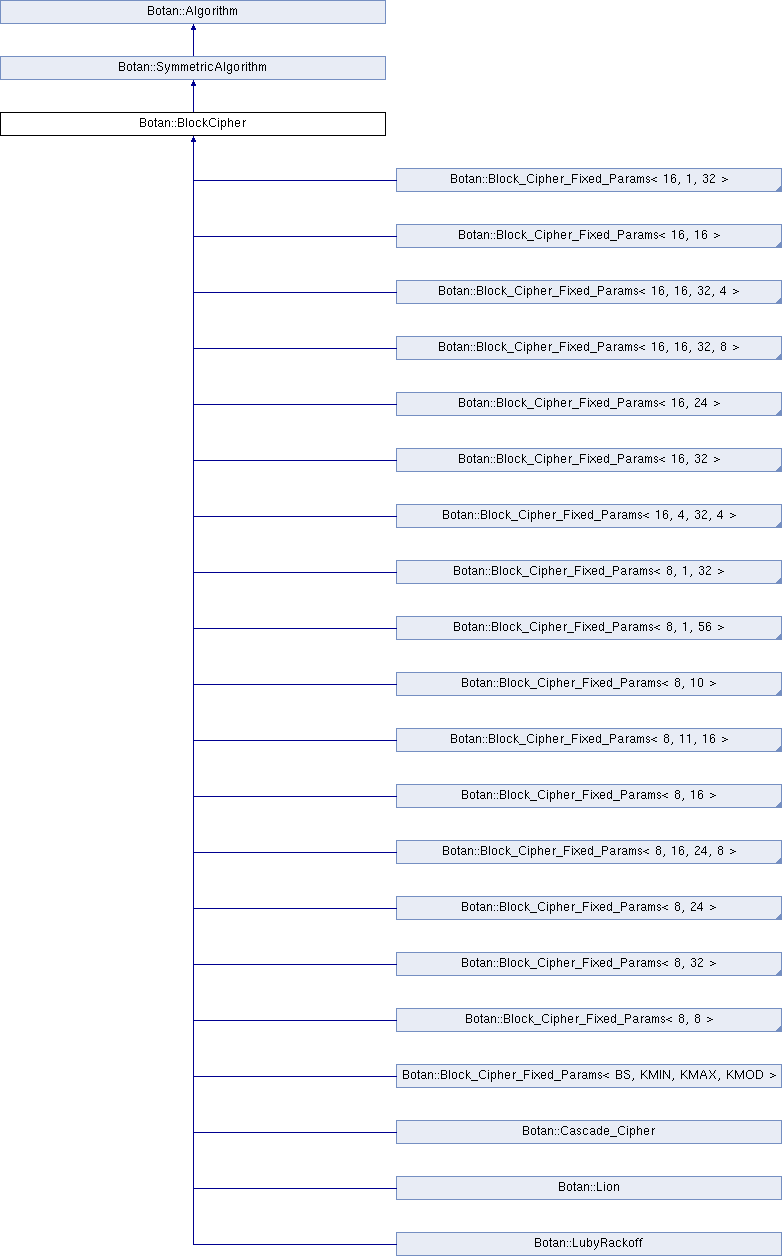 Botan::Algorithm
Botan::SymmetricAlgorithm
Botan::BlockCipher
Botan::Block_Cipher_Fixed_Params< 16, 1, 32 >
Botan::Block_Cipher_Fixed_Params< 16, 16 >
Botan::Block_Cipher_Fixed_Params< 16, 16, 32, 4 >
Botan::Block_Cipher_Fixed_Params< 16, 16, 32, 8 >
Botan::Block_Cipher_Fixed_Params< 16, 24 >
Botan::Block_Cipher_Fixed_Params< 16, 32 >
Botan::Block_Cipher_Fixed_Params< 16, 4, 32, 4 >
Botan::Block_Cipher_Fixed_Params< 8, 1, 32 >
Botan::Block_Cipher_Fixed_Params< 8, 1, 56 >
Botan::Block_Cipher_Fixed_Params< 8, 10 >
Botan::Block_Cipher_Fixed_Params< 8, 11, 16 >
Botan::Block_Cipher_Fixed_Params< 8, 16 >
Botan::Block_Cipher_Fixed_Params< 8, 16, 24, 8 >
Botan::Block_Cipher_Fixed_Params< 8, 24 >
Botan::Block_Cipher_Fixed_Params< 8, 32 >
Botan::Block_Cipher_Fixed_Params< 8, 8 >
Botan::Block_Cipher_Fixed_Params< BS, KMIN, KMAX, KMOD >
Botan::Cascade_Cipher
Botan::Lion
Botan::LubyRackoff